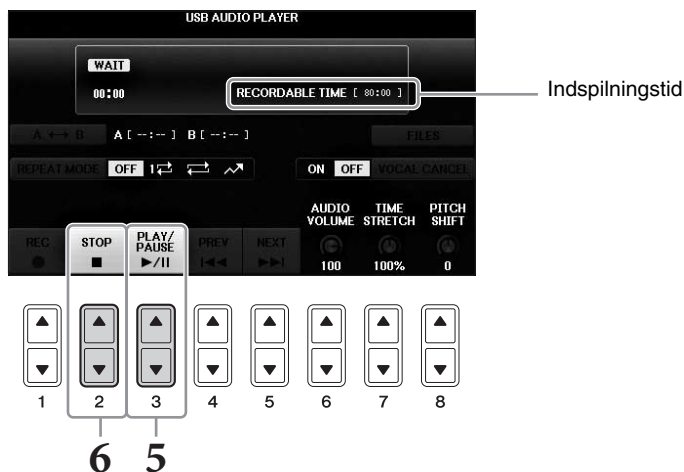 USB AUDIO PLAYER
WAIT
00:00
RECORDABLE TIME [ 80:00 ]
Indspilningstid
A ↔ B A [ --:-- ] B [ --:-- ] FILES
REPEAT MODE OFF 1 ON OFF VOCAL CANCEL
AUDIO VOLUME TIME STRETCH PITCH SHIFT
REC STOP PLAY/PAUSE PREV NEXT
100 100% 0
1 2 3 4 5 6 7 8
6 5